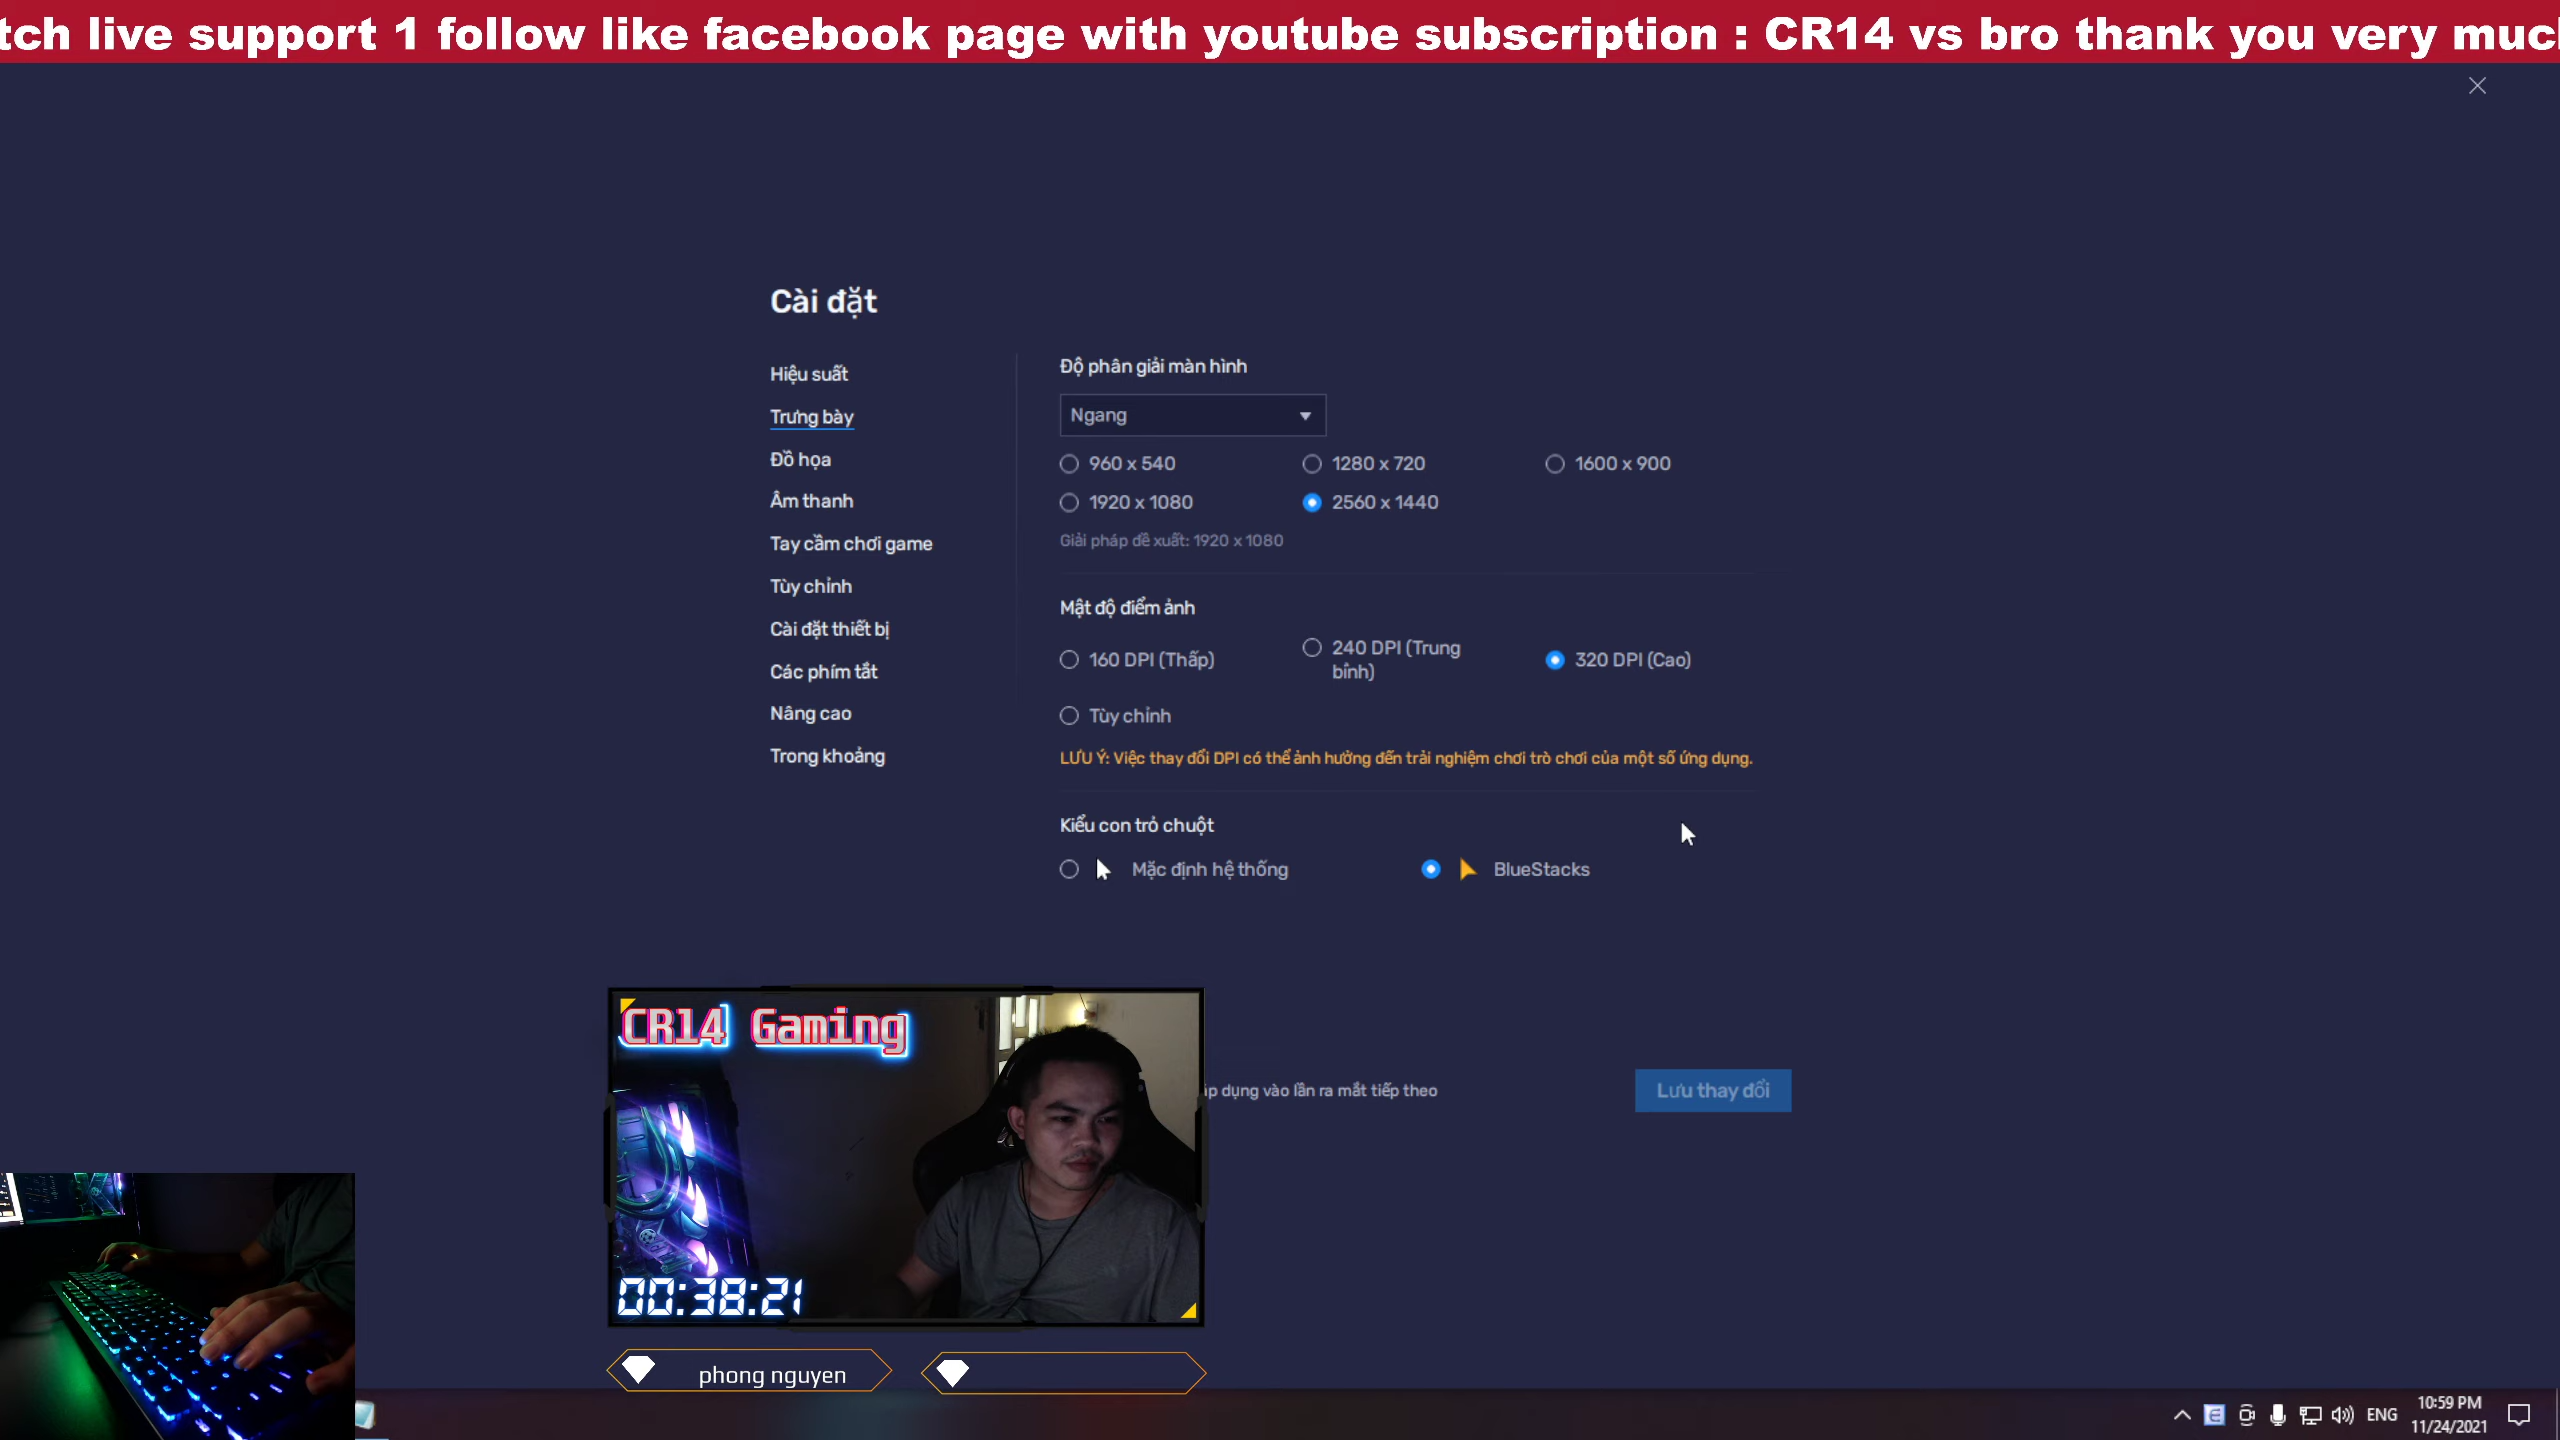 tch live support 1 follow like facebook page with youtube subscription : CR14 vs bro thank you very much
Cài đặt
Hiệu suất
Trưng bày
Đồ họa
Âm thanh
Tay cầm chơi game
Tùy chỉnh
Cài đặt thiết bị
Các phím tắt
Nâng cao
Trong khoảng
Độ phân giải màn hình
Ngang
960 x 540
1280 x 720
1600 x 900
1920 x 1080
2560 x 1440
Giải pháp đề xuất: 1920 x 1080
Mật độ điểm ảnh
160 DPI (Thấp)
240 DPI (Trung
bình)
320 DPI (Cao)
Tùy chỉnh
LƯU Ý: Việc thay đổi DPI có thể ảnh hưởng đến trải nghiệm chơi trò chơi của một số ứng dụng.
Kiểu con trỏ chuột
Mặc định hệ thống
BlueStacks
áp dụng vào lần ra mắt tiếp theo
Lưu thay đổi
CR14 Gaming
00:38:21
phong nguyen
ENG
10:59 PM
11/24/2021